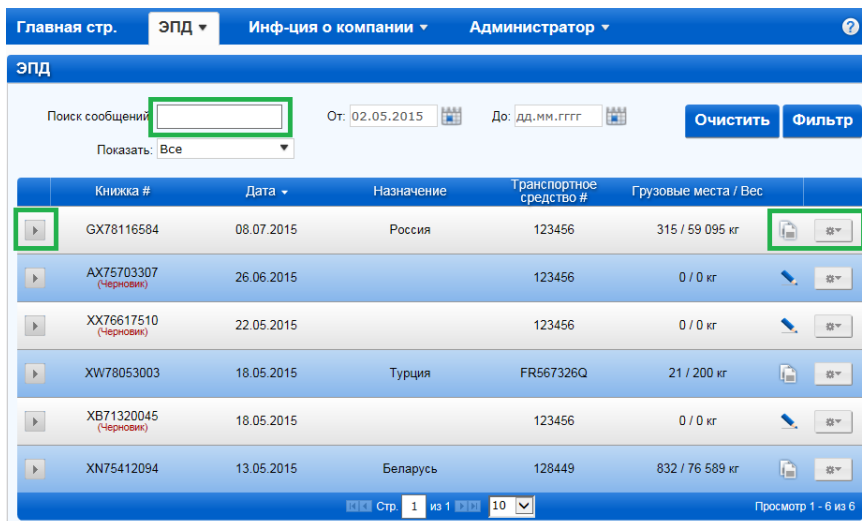 Главная стр. ЭПД Инф-ция о компании Администратор ?
ЭПД
Поиск сообщений От: 02.05.2015 До: дд.мм.гггг Очистить Фильтр
Показать: Все
Книжка # Дата Назначение Транспортное средство # Грузовые места / Вес
GX78116584 08.07.2015 Россия 123456 315 / 59 095 кг
AX75703307 26.06.2015 123456 0 / 0 кг
(Черновик)
XX76617510 22.05.2015 123456 0 / 0 кг
(Черновик)
XW78053003 18.05.2015 Турция FR567326Q 21 / 200 кг
XB71320045 18.05.2015 123456 0 / 0 кг
(Черновик)
XN75412094 13.05.2015 Беларусь 128449 832 / 76 589 кг
Стр. 1 из 1 10 Просмотр 1 - 6 из 6